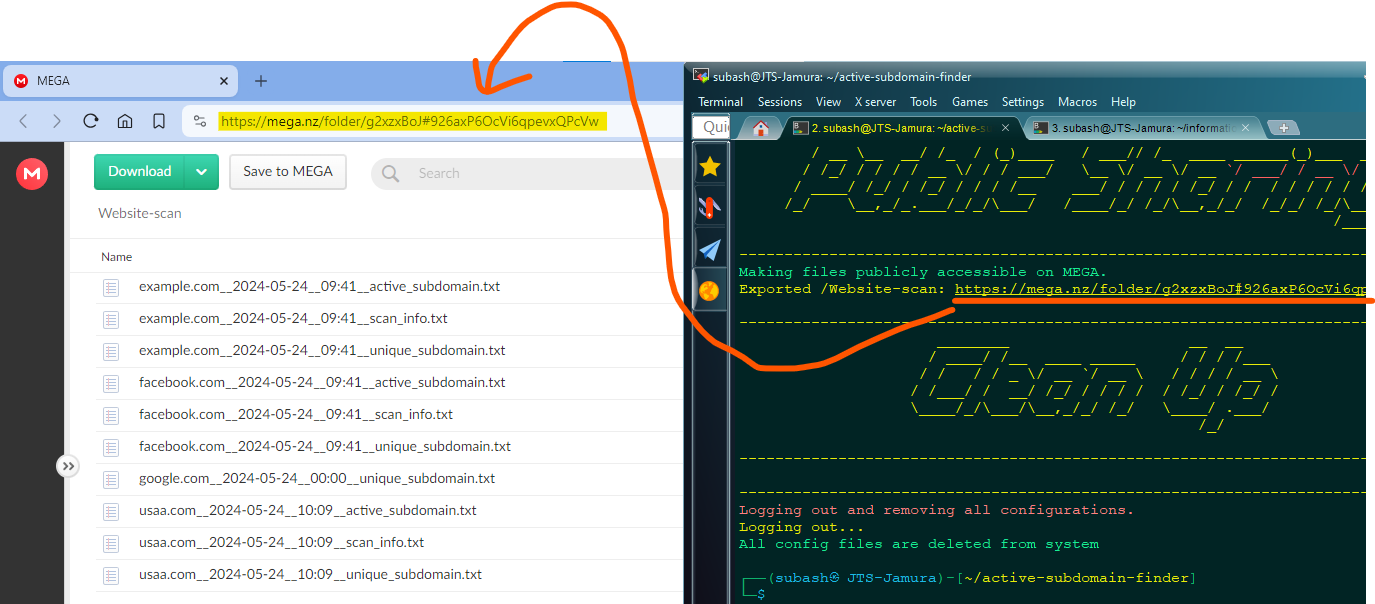 MEGA
https://mega.nz/folder/g2xzxBoJ#926axP6OcVi6qpevxQPcVw
Download
Save to MEGA
Search
Website-scan
Name
example.com__2024-05-24__09:41__active_subdomain.txt
example.com__2024-05-24__09:41__scan_info.txt
example.com__2024-05-24__09:41__unique_subdomain.txt
facebook.com__2024-05-24__09:41__active_subdomain.txt
facebook.com__2024-05-24__09:41__scan_info.txt
facebook.com__2024-05-24__09:41__unique_subdomain.txt
google.com__2024-05-24__00:00__unique_subdomain.txt
usaa.com__2024-05-24__10:09__active_subdomain.txt
usaa.com__2024-05-24__10:09__scan_info.txt
usaa.com__2024-05-24__10:09__unique_subdomain.txt
subash@JTS-Jamura: ~/active-subdomain-finder
Terminal Sessions View X server Tools Games Settings Macros Help
Qui
2. subash@JTS-Jamura: ~/active-s
3. subash@JTS-Jamura: ~/informati
Public Sharing
Making files publicly accessible on MEGA.
Exported /Website-scan: https://mega.nz/folder/g2xzxBoJ#926axP6OcVi6qp
Clean Up
Logging out and removing all configurations.
Logging out...
All config files are deleted from system
(subash㉿ JTS-Jamura)-[~/active-subdomain-finder]
$